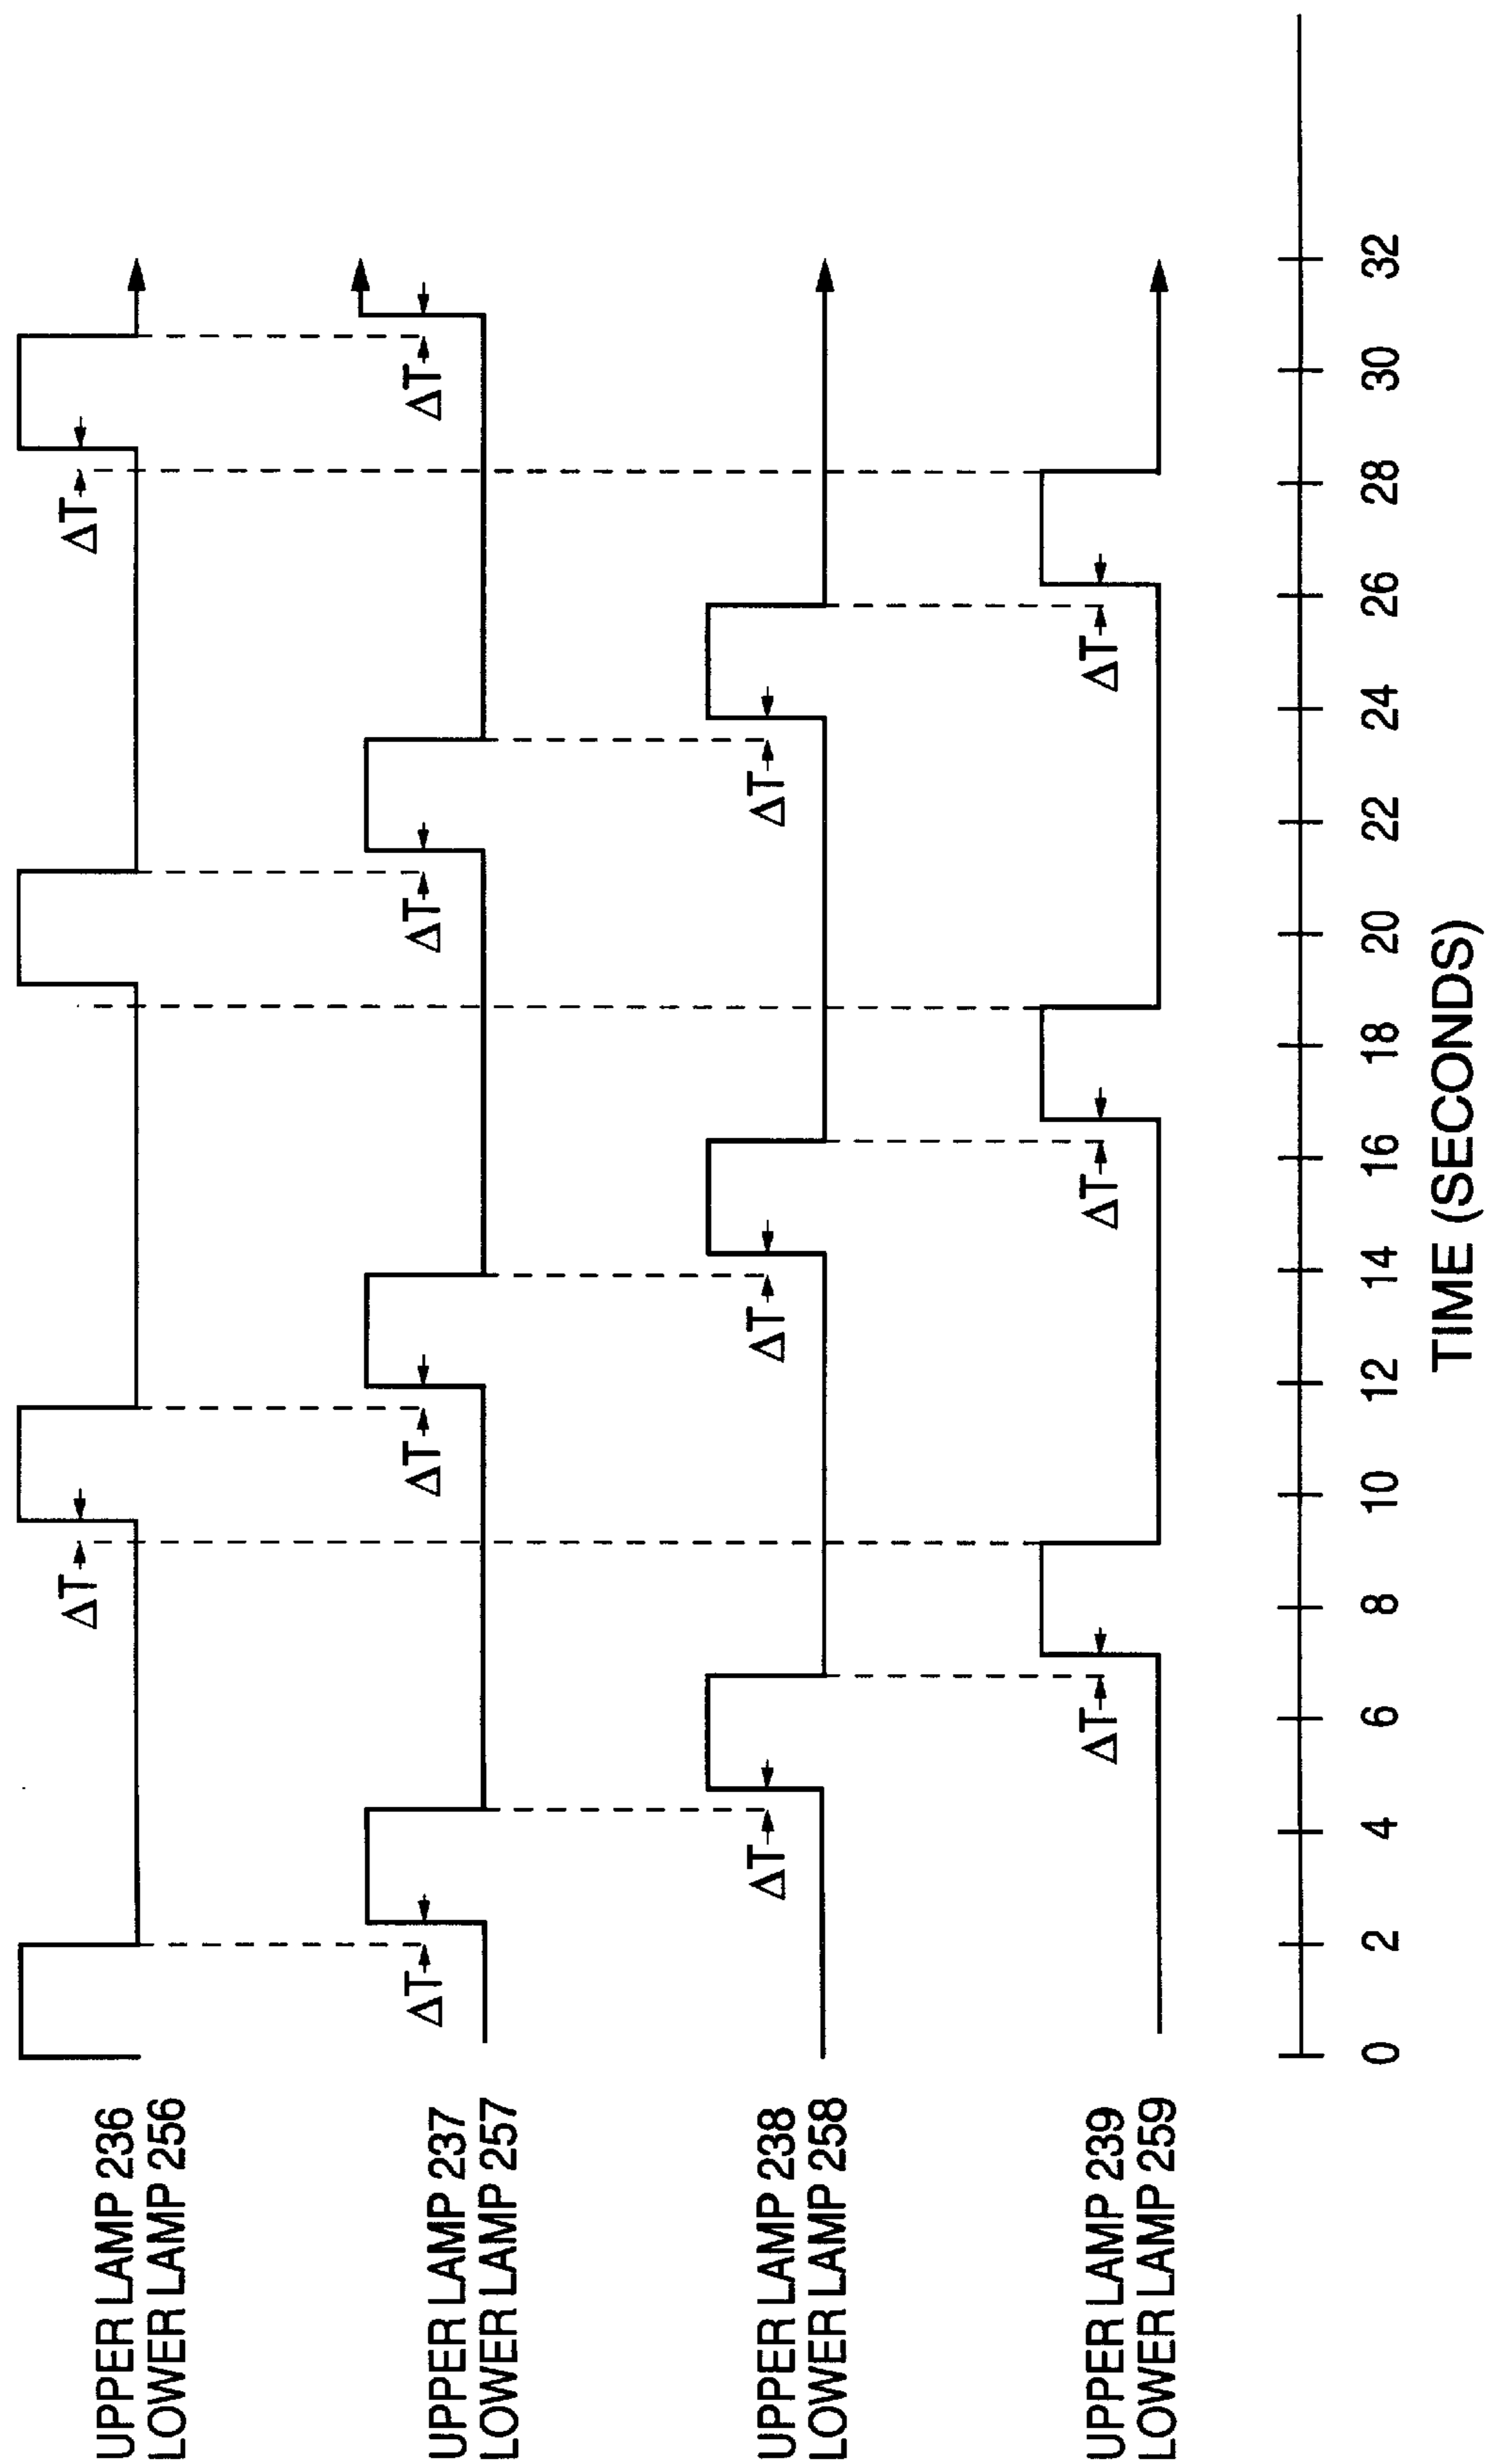 UPPER LAMP 236
LOWER LAMP 256
ΔT
ΔT
UPPER LAMP 237
LOWER LAMP 257
ΔT
ΔT
ΔT
ΔT
UPPER LAMP 238
LOWER LAMP 258
ΔT
ΔT
ΔT
UPPER LAMP 239
LOWER LAMP 259
ΔT
ΔT
ΔT
0 2 4 6 8 10 12 14 16 18 20 22 24 26 28 30 32
TIME (SECONDS)